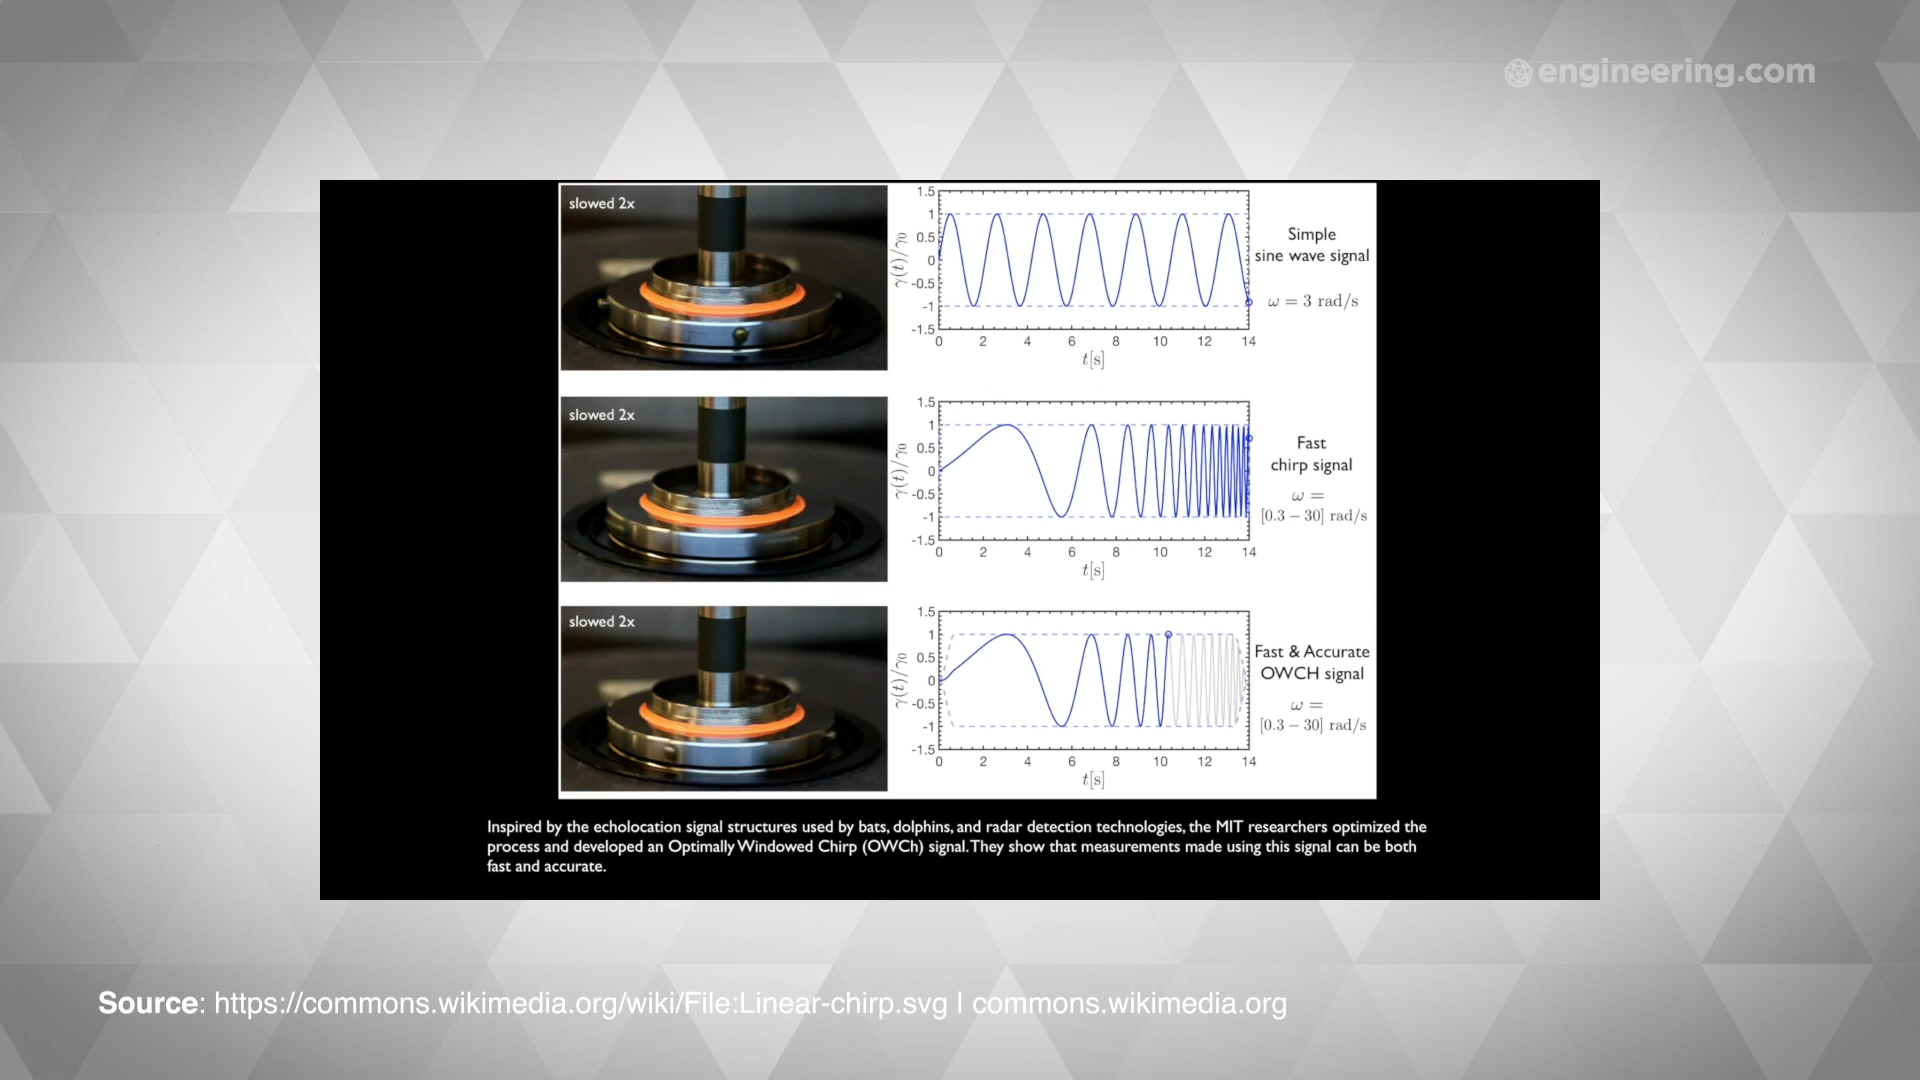 engineering.com
slowed 2x
1.5
1
0.5
0
-0.5
-1
-1.5
γ(t)/γ0
0 2 4 6 8 10 12 14
t[s]
Simple
sine wave signal
ω = 3 rad/s
slowed 2x
1.5
1
0.5
0
-0.5
-1
-1.5
γ(t)/γ0
0 2 4 6 8 10 12 14
t[s]
Fast
chirp signal
ω =
[0.3 – 30] rad/s
slowed 2x
1.5
1
0.5
0
-0.5
-1
-1.5
γ(t)/γ0
0 2 4 6 8 10 12 14
t[s]
Fast & Accurate
OWCH signal
ω =
[0.3 – 30] rad/s
Inspired by the echolocation signal structures used by bats, dolphins, and radar detection technologies, the MIT researchers optimized the
process and developed an Optimally Windowed Chirp (OWCh) signal. They show that measurements made using this signal can be both
fast and accurate.
Source: https://commons.wikimedia.org/wiki/File:Linear-chirp.svg | commons.wikimedia.org